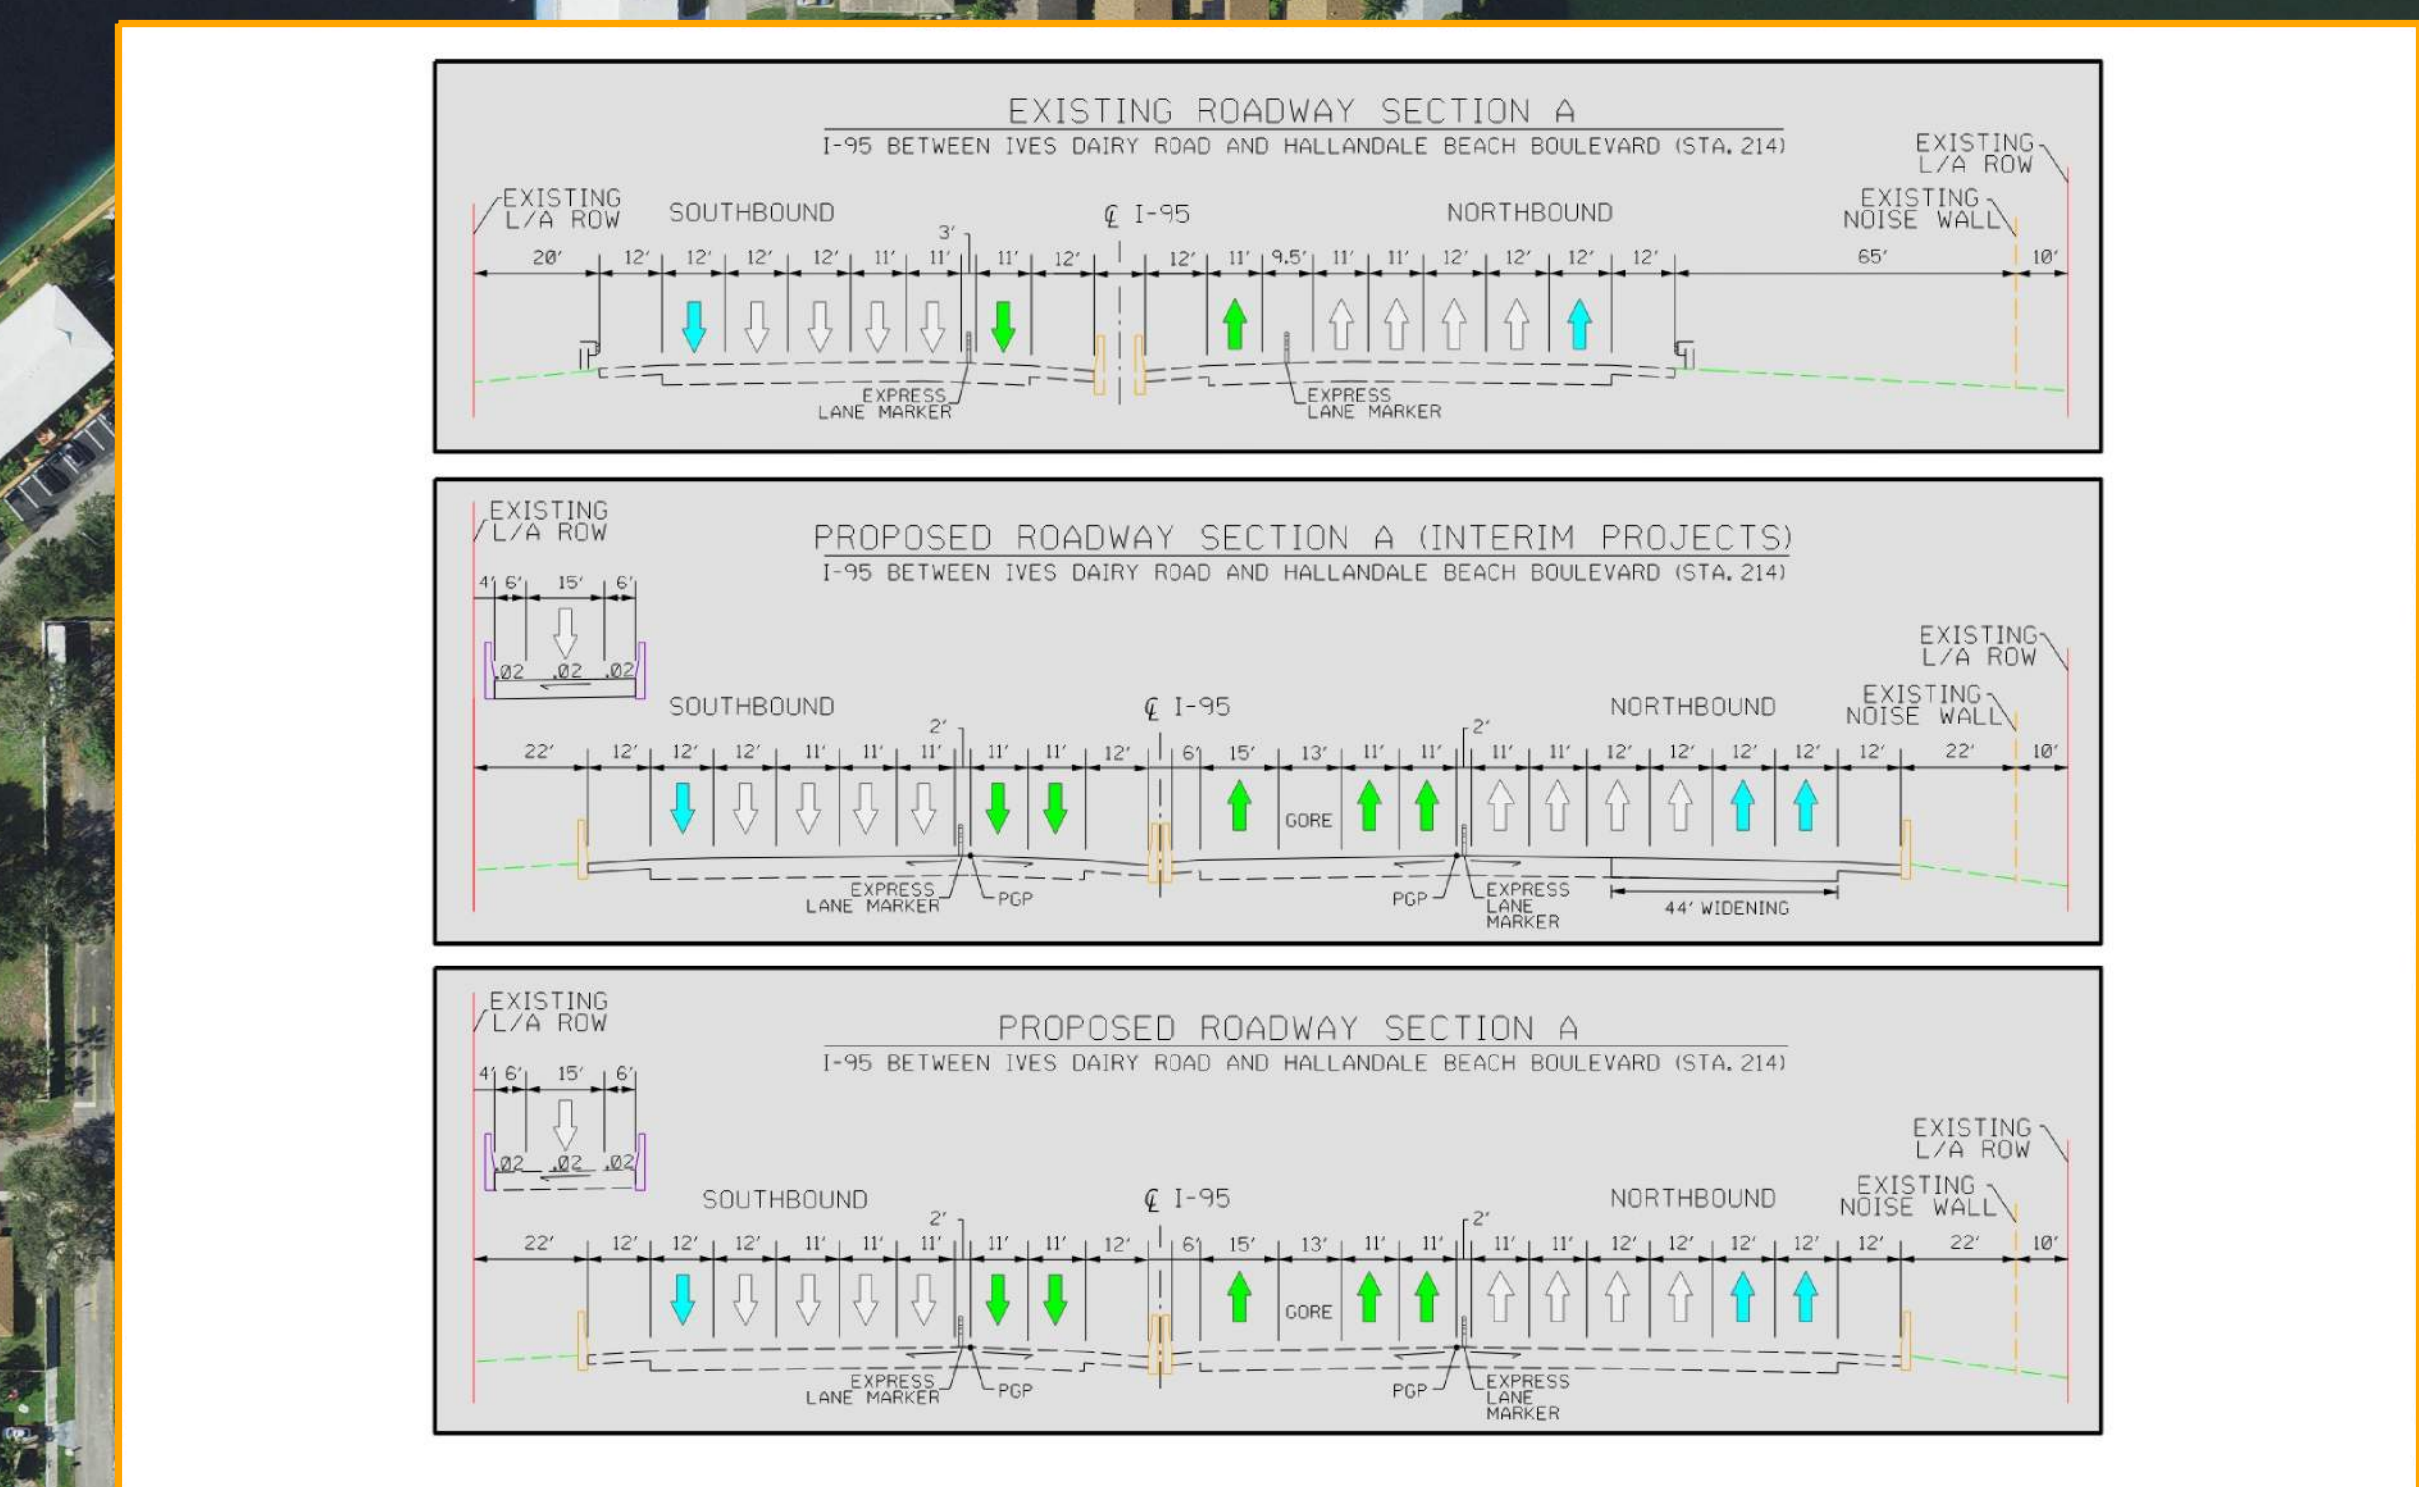 EXISTING ROADWAY SECTION A
I-95 BETWEEN IVES DAIRY ROAD AND HALLANDALE BEACH BOULEVARD (STA. 214)
EXISTING
L/A ROW
EXISTING
L/A ROW
SOUTHBOUND
℄ I-95
NORTHBOUND
EXISTING
NOISE WALL
3'
20' 12' 12' 12' 12' 11' 11' 11' 12' 12' 11' 9.5' 11' 11' 12' 12' 12' 12' 65' 10'
EXPRESS
LANE MARKER
EXPRESS
LANE MARKER
EXISTING
L/A ROW
PROPOSED ROADWAY SECTION A (INTERIM PROJECTS)
I-95 BETWEEN IVES DAIRY ROAD AND HALLANDALE BEACH BOULEVARD (STA. 214)
4' 6' 15' 6'
.02 .02 .02
EXISTING
L/A ROW
SOUTHBOUND
℄ I-95
NORTHBOUND
EXISTING
NOISE WALL
2' 2'
22' 12' 12' 12' 11' 11' 11' 11' 11' 12' 6' 15' 13' 11' 11' 11' 11' 12' 12' 12' 12' 12' 22' 10'
GORE
EXPRESS
LANE MARKER
PGP
PGP
EXPRESS
LANE
MARKER
44' WIDENING
EXISTING
L/A ROW
PROPOSED ROADWAY SECTION A
I-95 BETWEEN IVES DAIRY ROAD AND HALLANDALE BEACH BOULEVARD (STA. 214)
4' 6' 15' 6'
.02 .02 .02
EXISTING
L/A ROW
SOUTHBOUND
℄ I-95
NORTHBOUND
EXISTING
NOISE WALL
2' 2'
22' 12' 12' 12' 11' 11' 11' 11' 11' 12' 6' 15' 13' 11' 11' 11' 11' 12' 12' 12' 12' 12' 22' 10'
GORE
EXPRESS
LANE MARKER
PGP
PGP
EXPRESS
LANE
MARKER